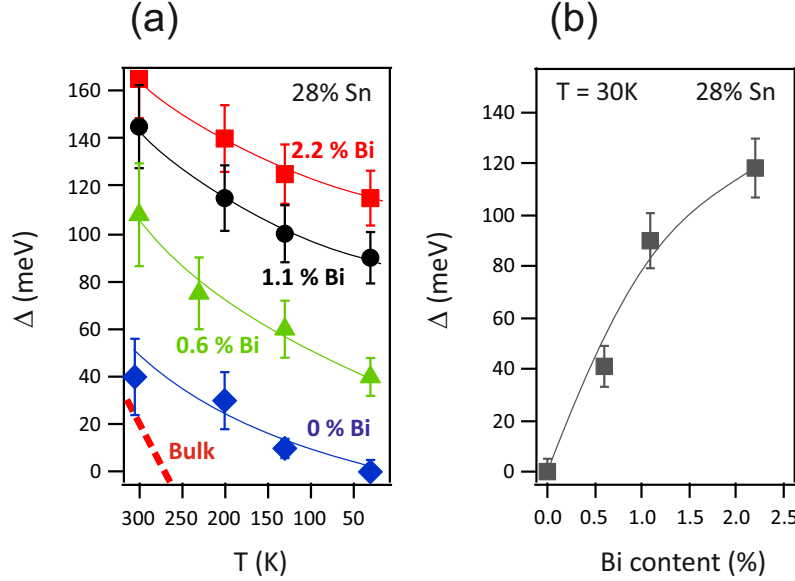 (a)
160
140
120
100
80
60
40
20
0
Δ (meV)
28% Sn
2.2 % Bi
1.1 % Bi
0.6 % Bi
0 % Bi
Bulk
300 250 200 150 100 50
T (K)
(b)
140
120
100
80
60
40
20
0
Δ (meV)
T = 30K 28% Sn
0.0 0.5 1.0 1.5 2.0 2.5
Bi content (%)